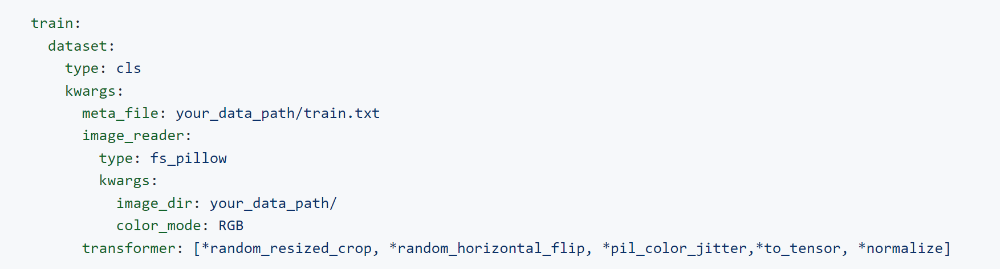 train:
  dataset:
    type: cls
    kwargs:
      meta_file: your_data_path/train.txt
      image_reader:
        type: fs_pillow
        kwargs:
          image_dir: your_data_path/
          color_mode: RGB
      transformer: [*random_resized_crop, *random_horizontal_flip, *pil_color_jitter,*to_tensor, *normalize]